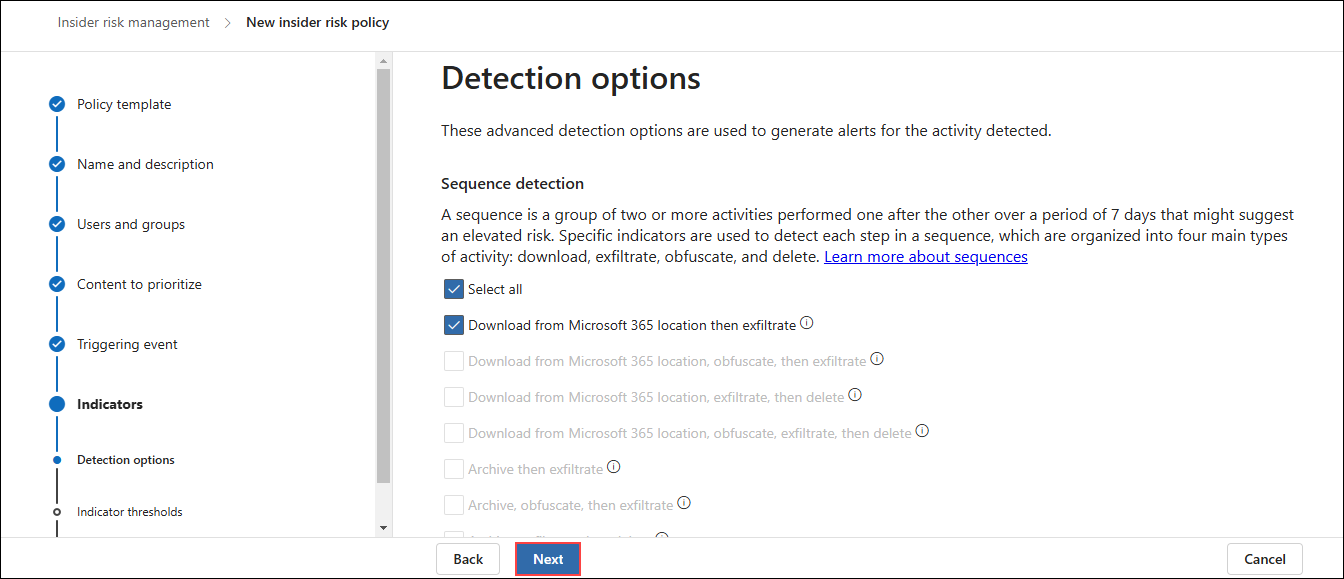 Insider risk management > New insider risk policy
Policy template
Name and description
Users and groups
Content to prioritize
Triggering event
Indicators
Detection options
Indicator thresholds
Detection options
These advanced detection options are used to generate alerts for the activity detected.
Sequence detection
A sequence is a group of two or more activities performed one after the other over a period of 7 days that might suggest
an elevated risk. Specific indicators are used to detect each step in a sequence, which are organized into four main types
of activity: download, exfiltrate, obfuscate, and delete. Learn more about sequences
Select all
Download from Microsoft 365 location then exfiltrate
Download from Microsoft 365 location, obfuscate, then exfiltrate
Download from Microsoft 365 location, exfiltrate, then delete
Download from Microsoft 365 location, obfuscate, exfiltrate, then delete
Archive then exfiltrate
Archive, obfuscate, then exfiltrate
Back
Next
Cancel